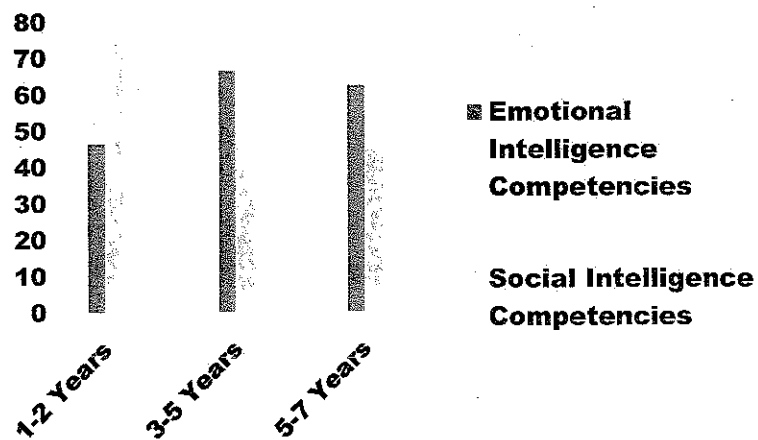 80
70
60
50
40
30
20
10
0
1-2 Years
3-5 Years
5-7 Years
Emotional
Intelligence
Competencies
Social Intelligence
Competencies